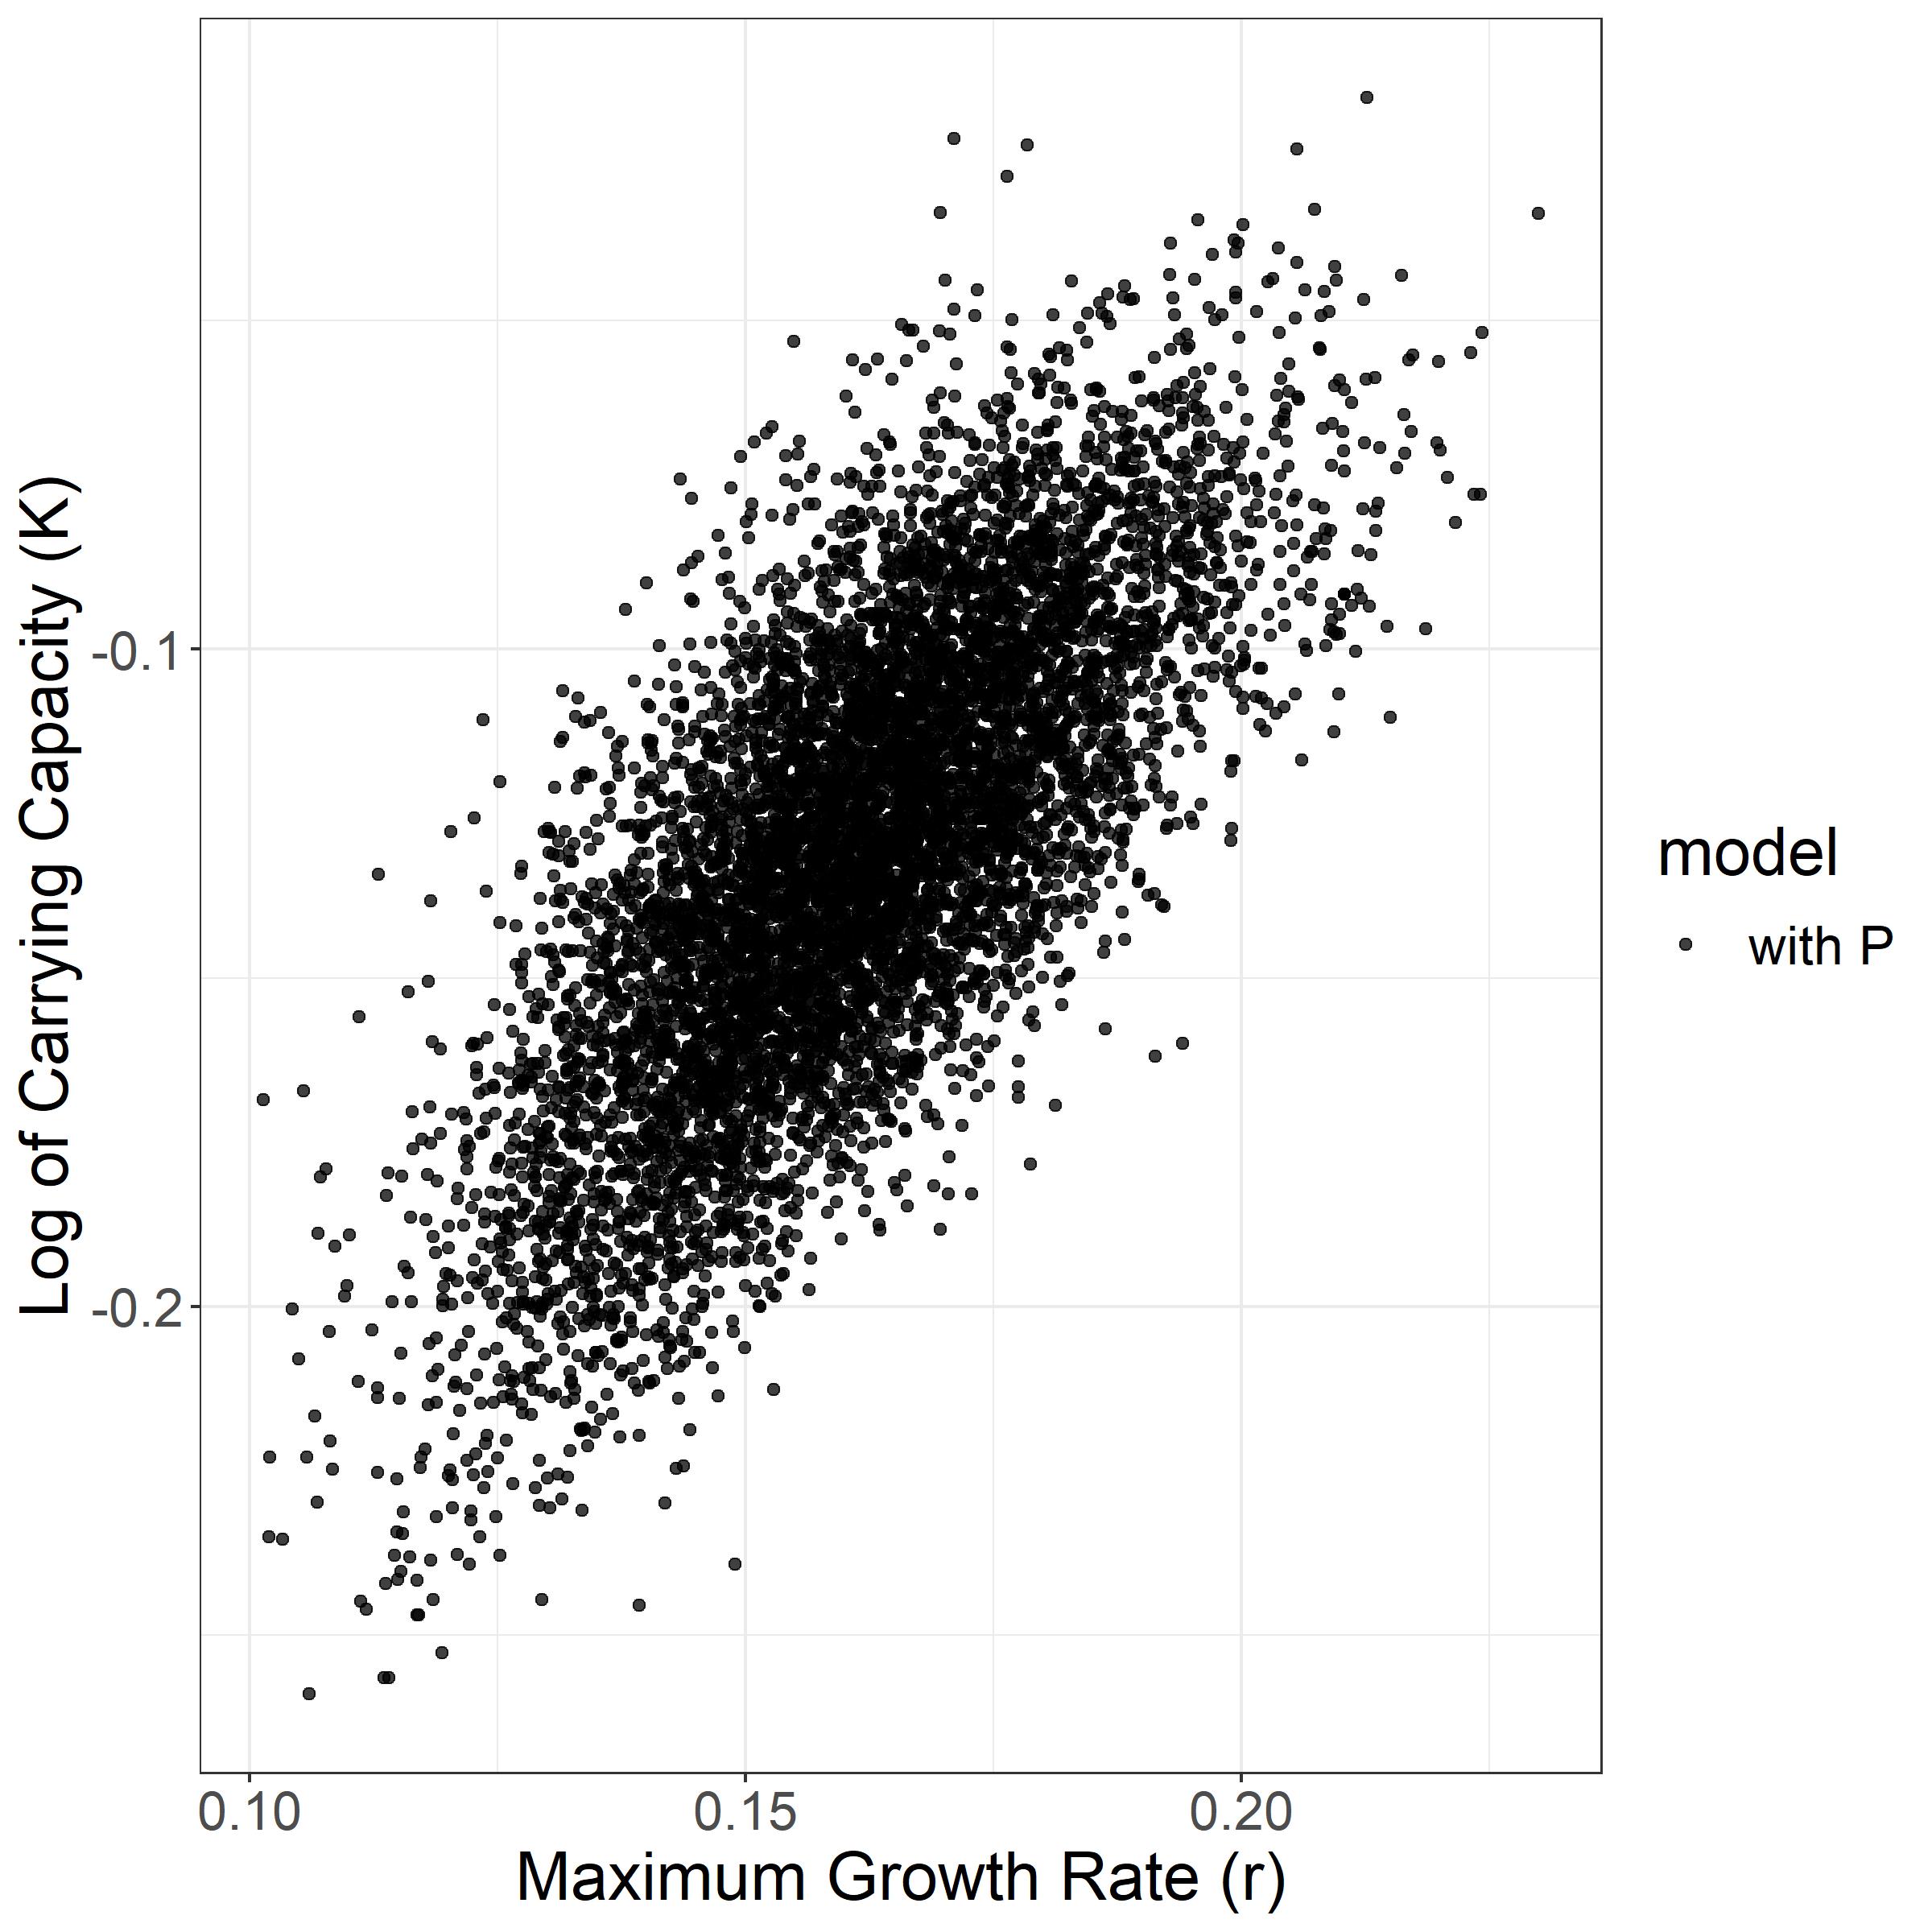 Log of Carrying Capacity (K)
-0.1
-0.2
0.10 0.15 0.20
Maximum Growth Rate (r)
model
with P